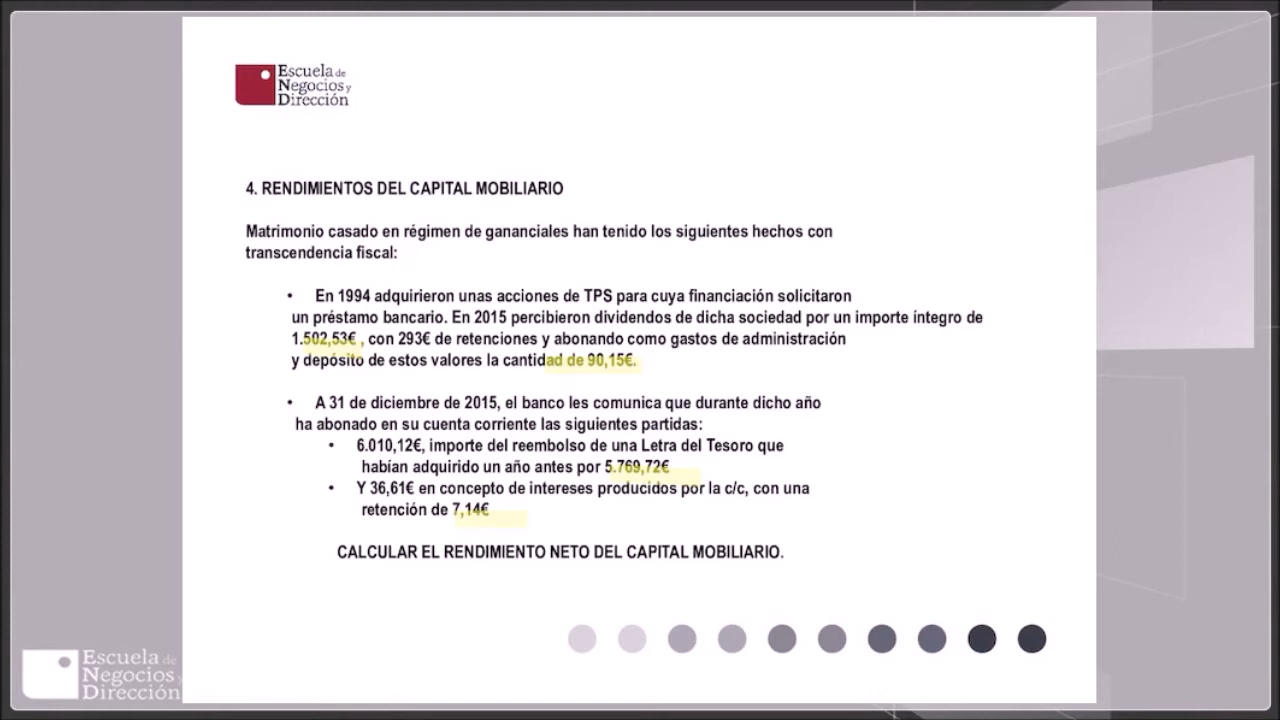 Escuela de
Negocios y
Dirección
4. RENDIMIENTOS DEL CAPITAL MOBILIARIO
Matrimonio casado en régimen de gananciales han tenido los siguientes hechos con
transcendencia fiscal:
• En 1994 adquirieron unas acciones de TPS para cuya financiación solicitaron
un préstamo bancario. En 2015 percibieron dividendos de dicha sociedad por un importe íntegro de
1.502,53€ , con 293€ de retenciones y abonando como gastos de administración
y depósito de estos valores la cantidad de 90,15€.
• A 31 de diciembre de 2015, el banco les comunica que durante dicho año
ha abonado en su cuenta corriente las siguientes partidas:
• 6.010,12€, importe del reembolso de una Letra del Tesoro que
habían adquirido un año antes por 5.769,72€
• Y 36,61€ en concepto de intereses producidos por la c/c, con una
retención de 7,14€
CALCULAR EL RENDIMIENTO NETO DEL CAPITAL MOBILIARIO.
Escuela de
Negocios y
Dirección